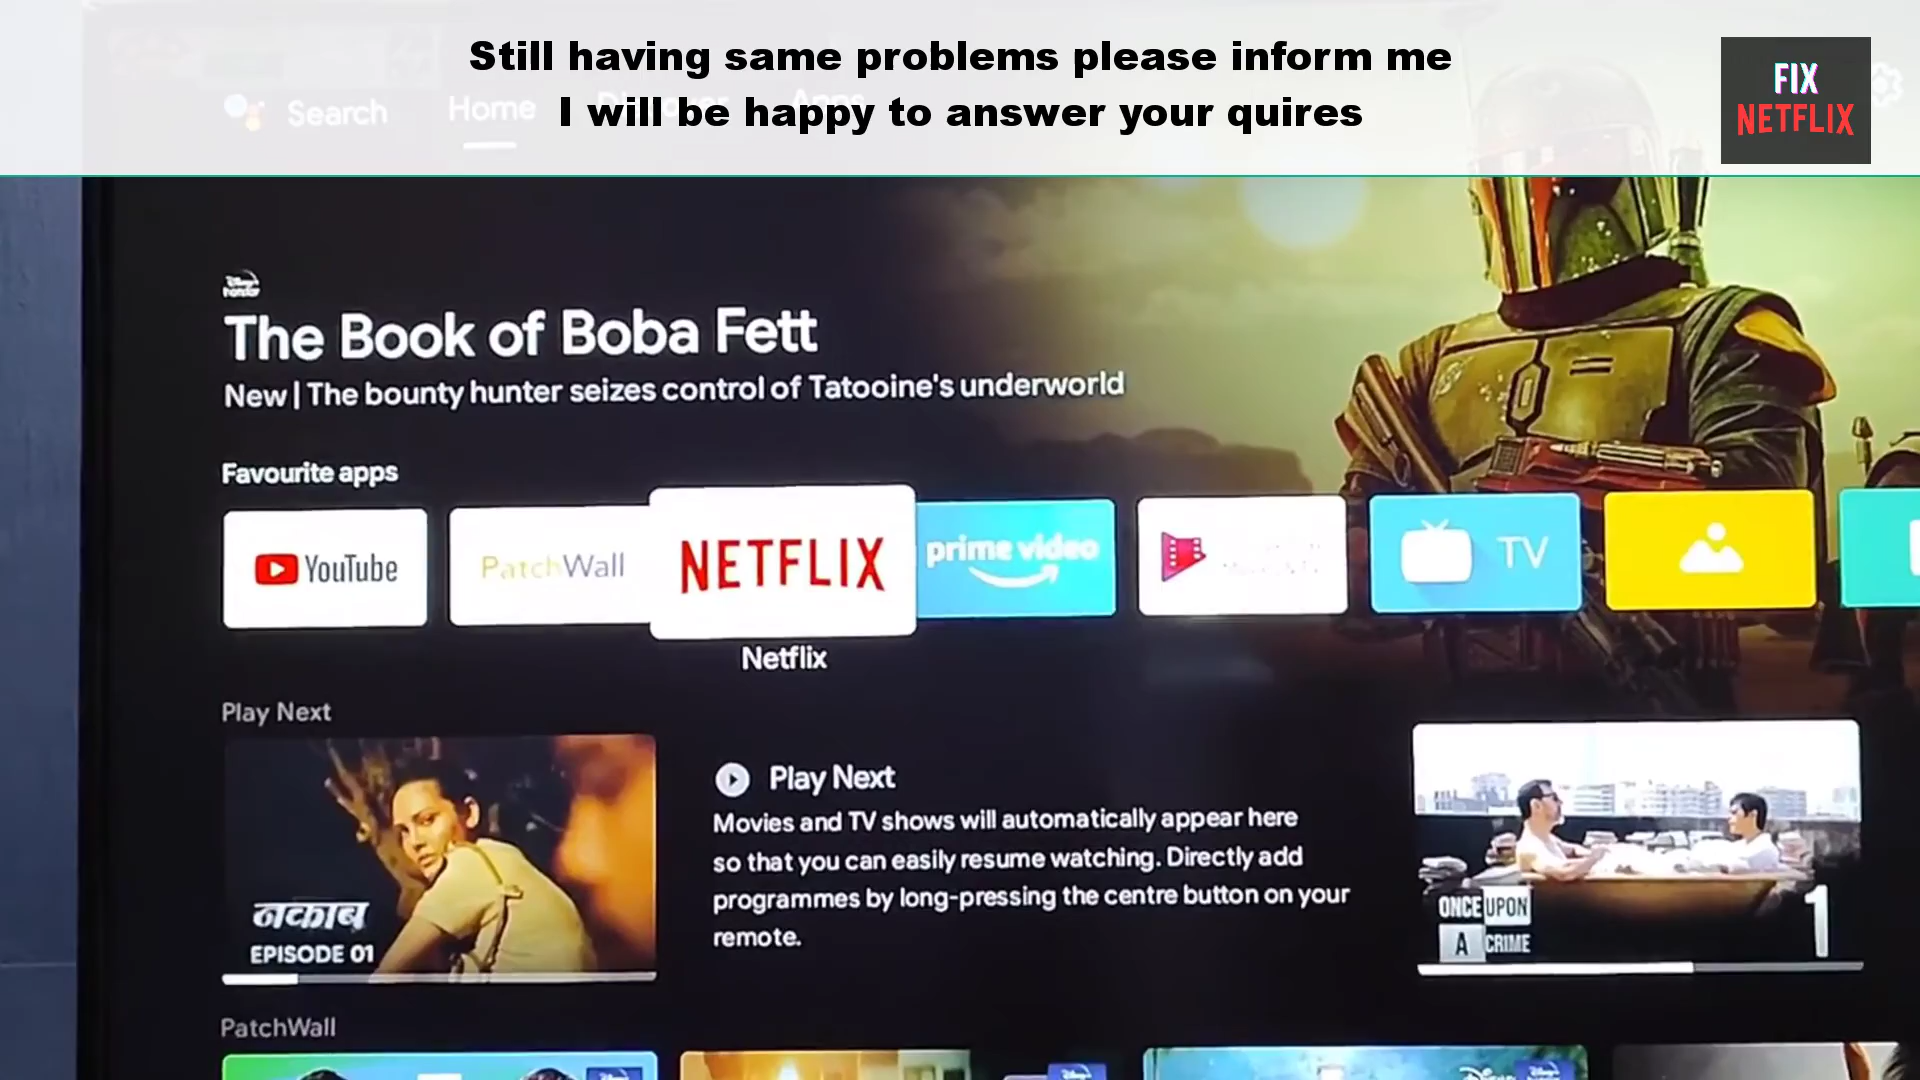 Still having same problems please inform me
I will be happy to answer your quires
FIX
NETFLIX
Search
Home
Discover
Apps
Disney+
hotstar
The Book of Boba Fett
New | The bounty hunter seizes control of Tatooine's underworld
Favourite apps
YouTube
PatchWall
NETFLIX
prime video
TV
Netflix
Play Next
नकाब
EPISODE 01
Play Next
Movies and TV shows will automatically appear here
so that you can easily resume watching. Directly add
programmes by long-pressing the centre button on your
remote.
ONCE UPON
A CRIME
1
PatchWall